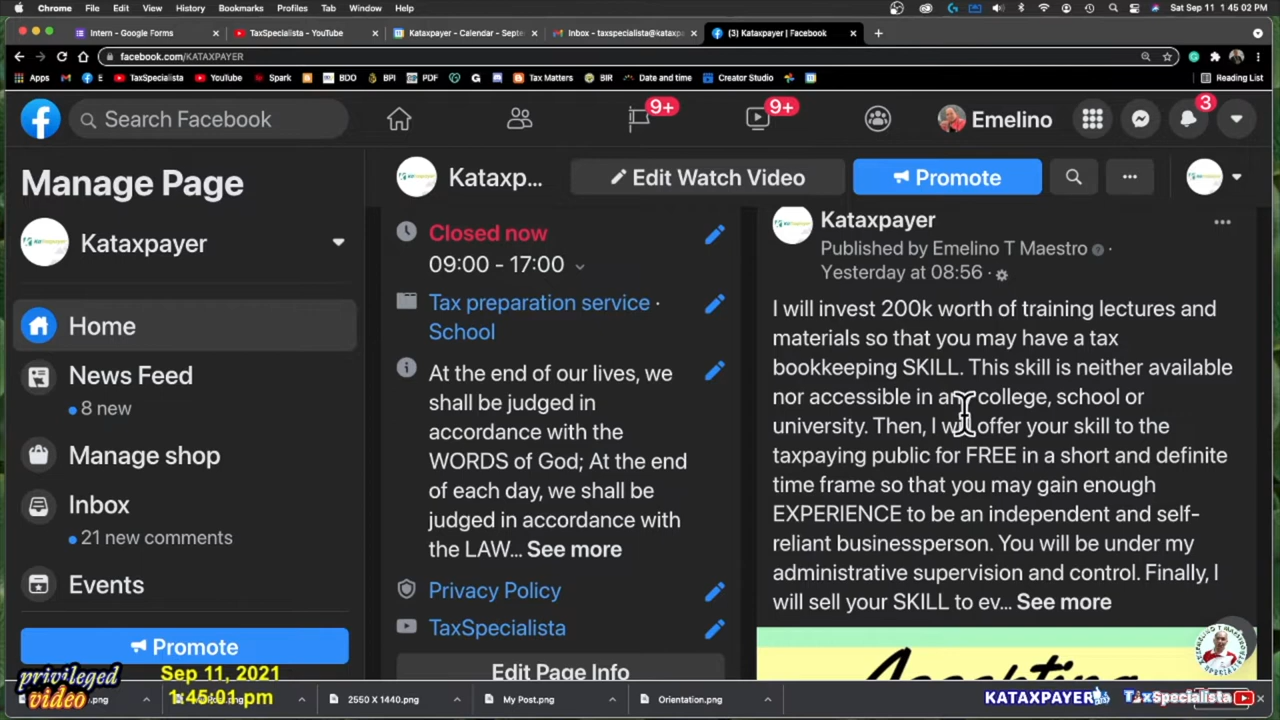 Chrome File Edit View History Bookmarks Profiles Tab Window Help
Sat Sep 11 1:45:02 PM
Intern - Google Forms
TaxSpecialista - YouTube
Kataxpayer - Calendar - Septe
Inbox - taxspecialista@kataxpa
(3) Kataxpayer | Facebook
facebook.com/KATAXPAYER
Apps
TaxSpecialista
YouTube
Spark
BDO
BPI
PDF
Tax Matters
BIR
Date and time
Creator Studio
Reading List
Search Facebook
9+
9+
Emelino
3
Manage Page
Kataxp...
Edit Watch Video
Promote
Kataxpayer
Home
News Feed
8 new
Manage shop
Inbox
21 new comments
Events
Promote
Closed now
09:00 - 17:00
Tax preparation service ·
School
At the end of our lives, we
shall be judged in
accordance with the
WORDS of God; At the end
of each day, we shall be
judged in accordance with
the LAW... See more
Privacy Policy
TaxSpecialista
Edit Page Info
Kataxpayer
Published by Emelino T Maestro ·
Yesterday at 08:56 ·
I will invest 200k worth of training lectures and
materials so that you may have a tax
bookkeeping SKILL. This skill is neither available
nor accessible in any college, school or
university. Then, I will offer your skill to the
taxpaying public for FREE in a short and definite
time frame so that you may gain enough
EXPERIENCE to be an independent and self-
reliant businessperson. You will be under my
administrative supervision and control. Finally, I
will sell your SKILL to ev... See more
Accepting
privileged
video
Sep 11, 2021
1:45:01 pm
2550 X 1440.png
My Post.png
Orientation.png
KATAXPAYER
TaxSpecialista